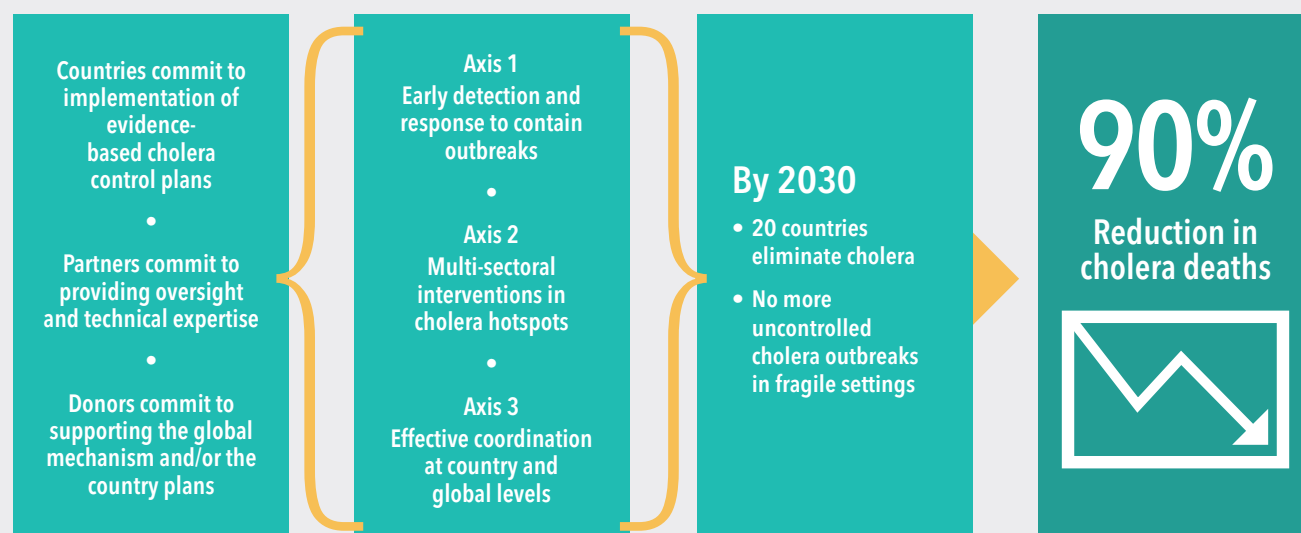 Countries commit to
implementation of
evidence-
based cholera
control plans
•
Partners commit to
providing oversight
and technical expertise
•
Donors commit to
supporting the global
mechanism and/or the
country plans
Axis 1
Early detection and
response to contain
outbreaks
•
Axis 2
Multi-sectoral
interventions in
cholera hotspots
•
Axis 3
Effective coordination
at country and
global levels
By 2030
• 20 countries
eliminate cholera
• No more
uncontrolled
cholera outbreaks
in fragile settings
90%
Reduction in
cholera deaths